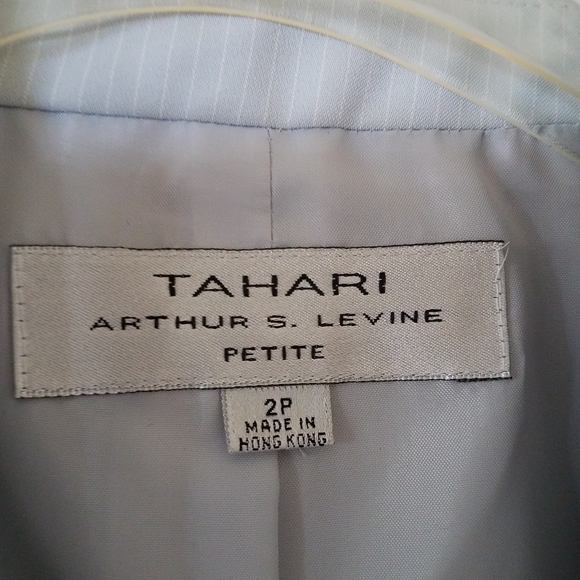 TAHARI
ARTHUR S. LEVINE
PETITE
2P
MADE IN
HONG KONG